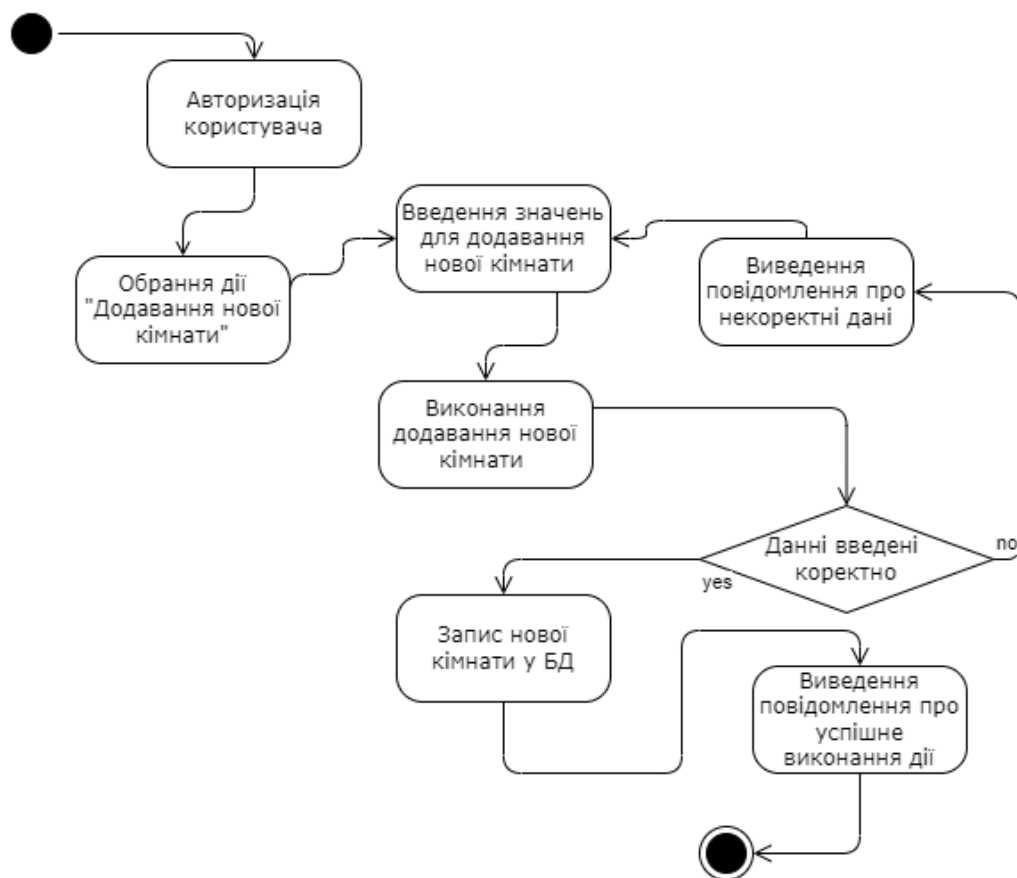 Авторизація
користувача
Обрання дії
"Додавання нової
кімнати"
Введення значень
для додавання
нової кімнати
Виведення
повідомлення про
некоректні дані
Виконання
додавання нової
кімнати
Данні введені
коректно
no
yes
Запис нової
кімнати у БД
Виведення
повідомлення про
успішне
виконання дії